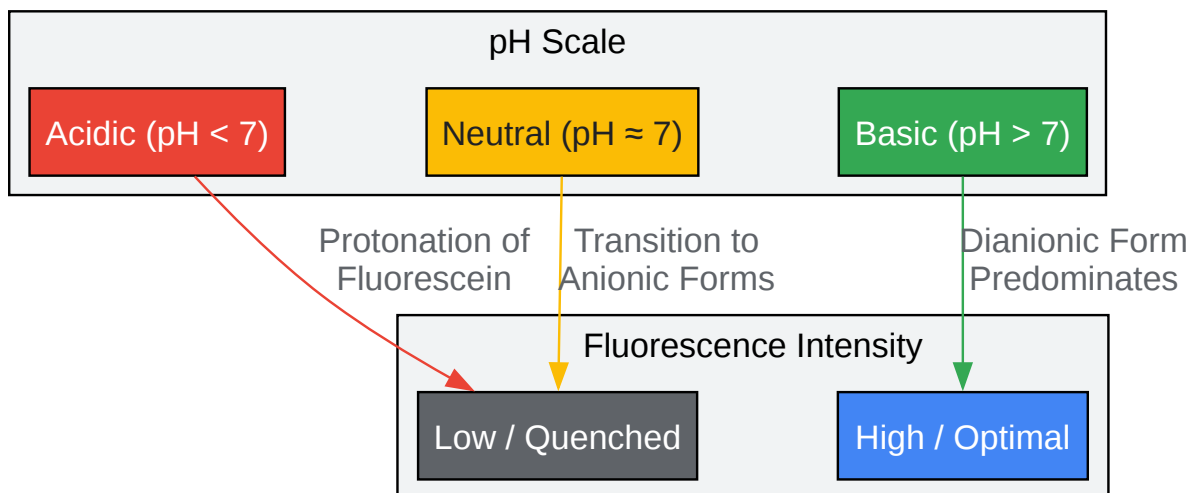 pH Scale
Acidic (pH < 7)
Neutral (pH ≈ 7)
Basic (pH > 7)
Protonation of
Fluorescein
Transition to
Anionic Forms
Dianionic Form
Predominates
Fluorescence Intensity
Low / Quenched
High / Optimal